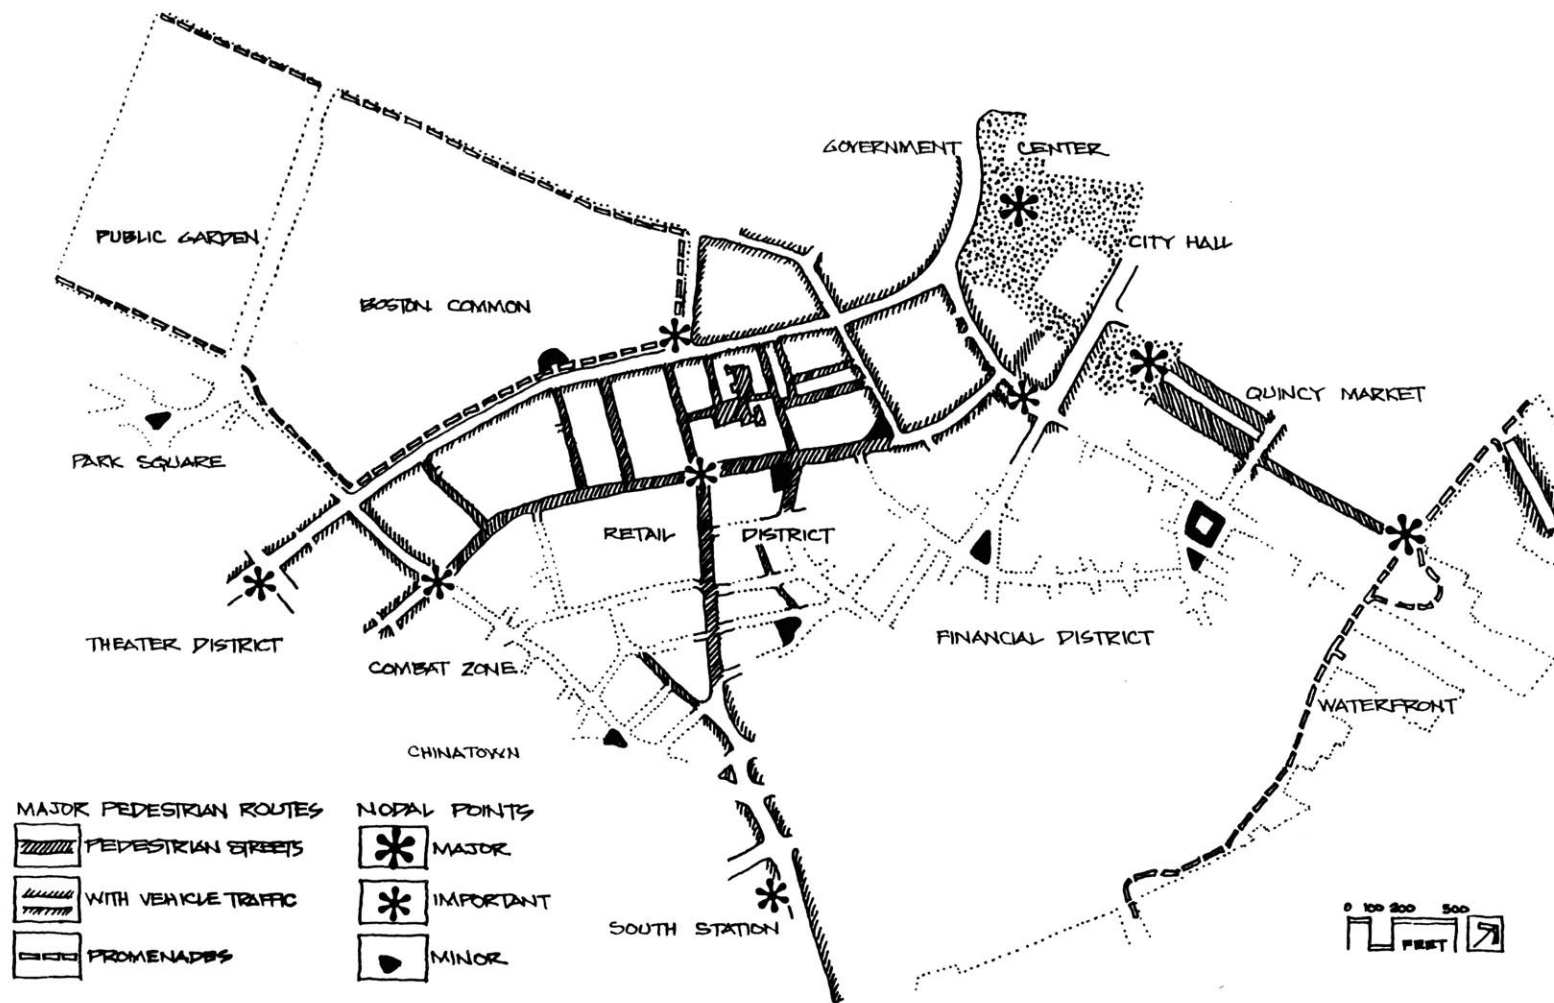 GOVERNMENT CENTER
PUBLIC GARDEN
CITY HALL
BOSTON COMMON
QUINCY MARKET
PARK SQUARE
RETAIL DISTRICT
THEATER DISTRICT
FINANCIAL DISTRICT
COMBAT ZONE
WATERFRONT
CHINATOWN
SOUTH STATION
MAJOR PEDESTRIAN ROUTES
PEDESTRIAN STREETS
WITH VEHICLE TRAFFIC
PROMENADES
NODAL POINTS
MAJOR
IMPORTANT
MINOR
0 100 200 500
FEET